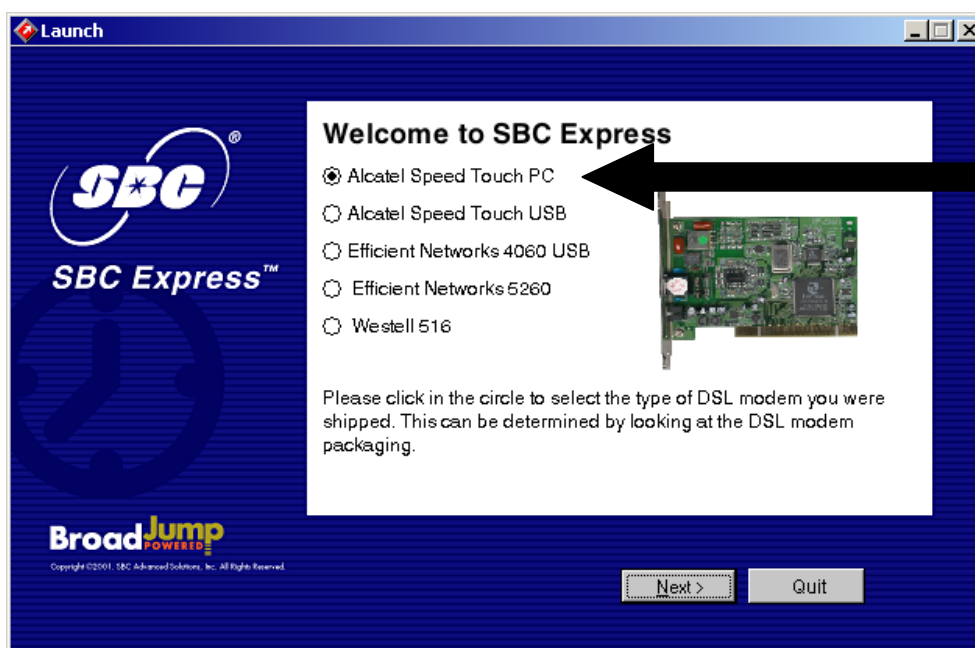 Launch
Welcome to SBC Express
Alcatel Speed Touch PC
Alcatel Speed Touch USB
Efficient Networks 4060 USB
Efficient Networks 5260
Westell 516
Please click in the circle to select the type of DSL modem you were
shipped. This can be determined by looking at the DSL modem
packaging.
SBC ®
SBC Express™
BroadJump
POWERED
Copyright ©2001. SBC Advanced Solutions, Inc. All Rights Reserved.
Next >
Quit